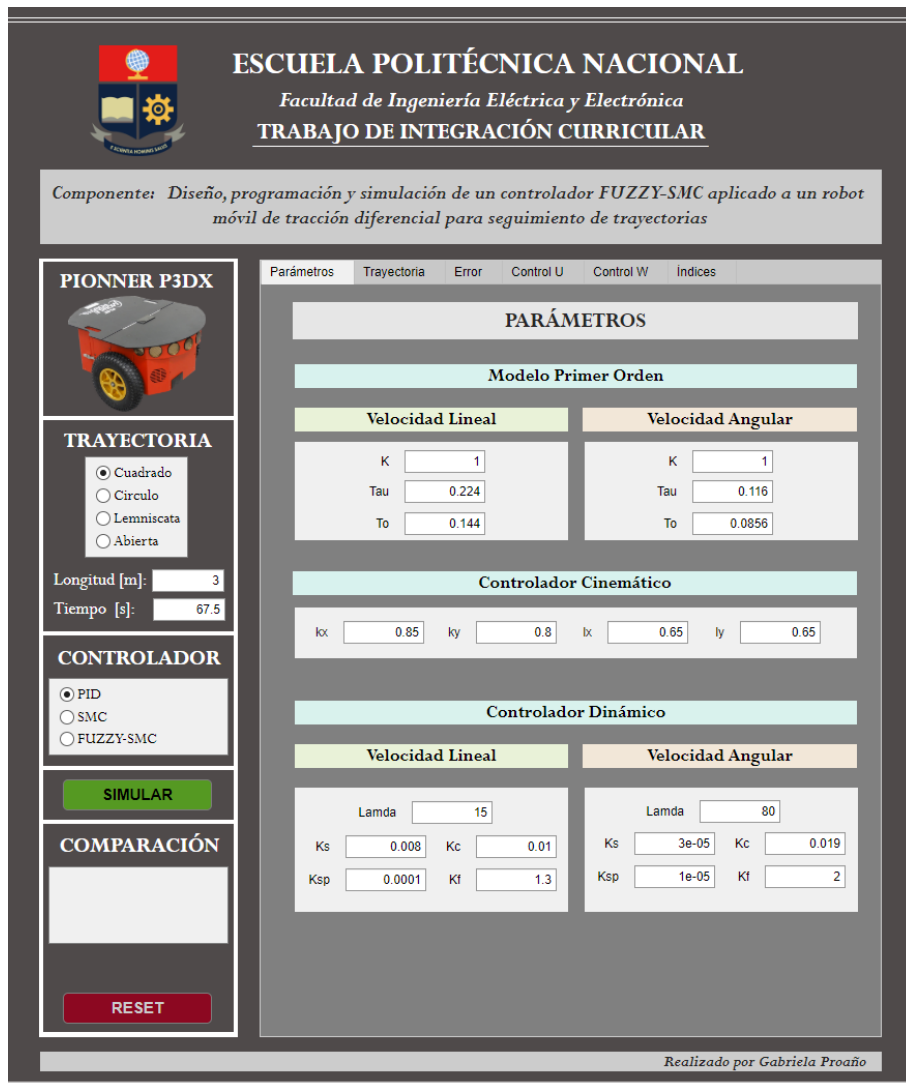 ESCUELA POLITÉCNICA NACIONAL
Facultad de Ingeniería Eléctrica y Electrónica
TRABAJO DE INTEGRACIÓN CURRICULAR
E SCIENTIA HOMINIS SALUS
Componente: Diseño, programación y simulación de un controlador FUZZY-SMC aplicado a un robot
móvil de tracción diferencial para seguimiento de trayectorias
PIONNER P3DX
TRAYECTORIA
Cuadrado
Circulo
Lemniscata
Abierta
Longitud [m]: 3
Tiempo [s]: 67.5
CONTROLADOR
PID
SMC
FUZZY-SMC
SIMULAR
COMPARACIÓN
RESET
Parámetros Trayectoria Error Control U Control W Índices
PARÁMETROS
Modelo Primer Orden
Velocidad Lineal Velocidad Angular
K 1 K 1
Tau 0.224 Tau 0.116
To 0.144 To 0.0856
Controlador Cinemático
kx 0.85 ky 0.8 lx 0.65 ly 0.65
Controlador Dinámico
Velocidad Lineal Velocidad Angular
Lamda 15 Lamda 80
Ks 0.008 Kc 0.01 Ks 3e-05 Kc 0.019
Ksp 0.0001 Kf 1.3 Ksp 1e-05 Kf 2
Realizado por Gabriela Proaño